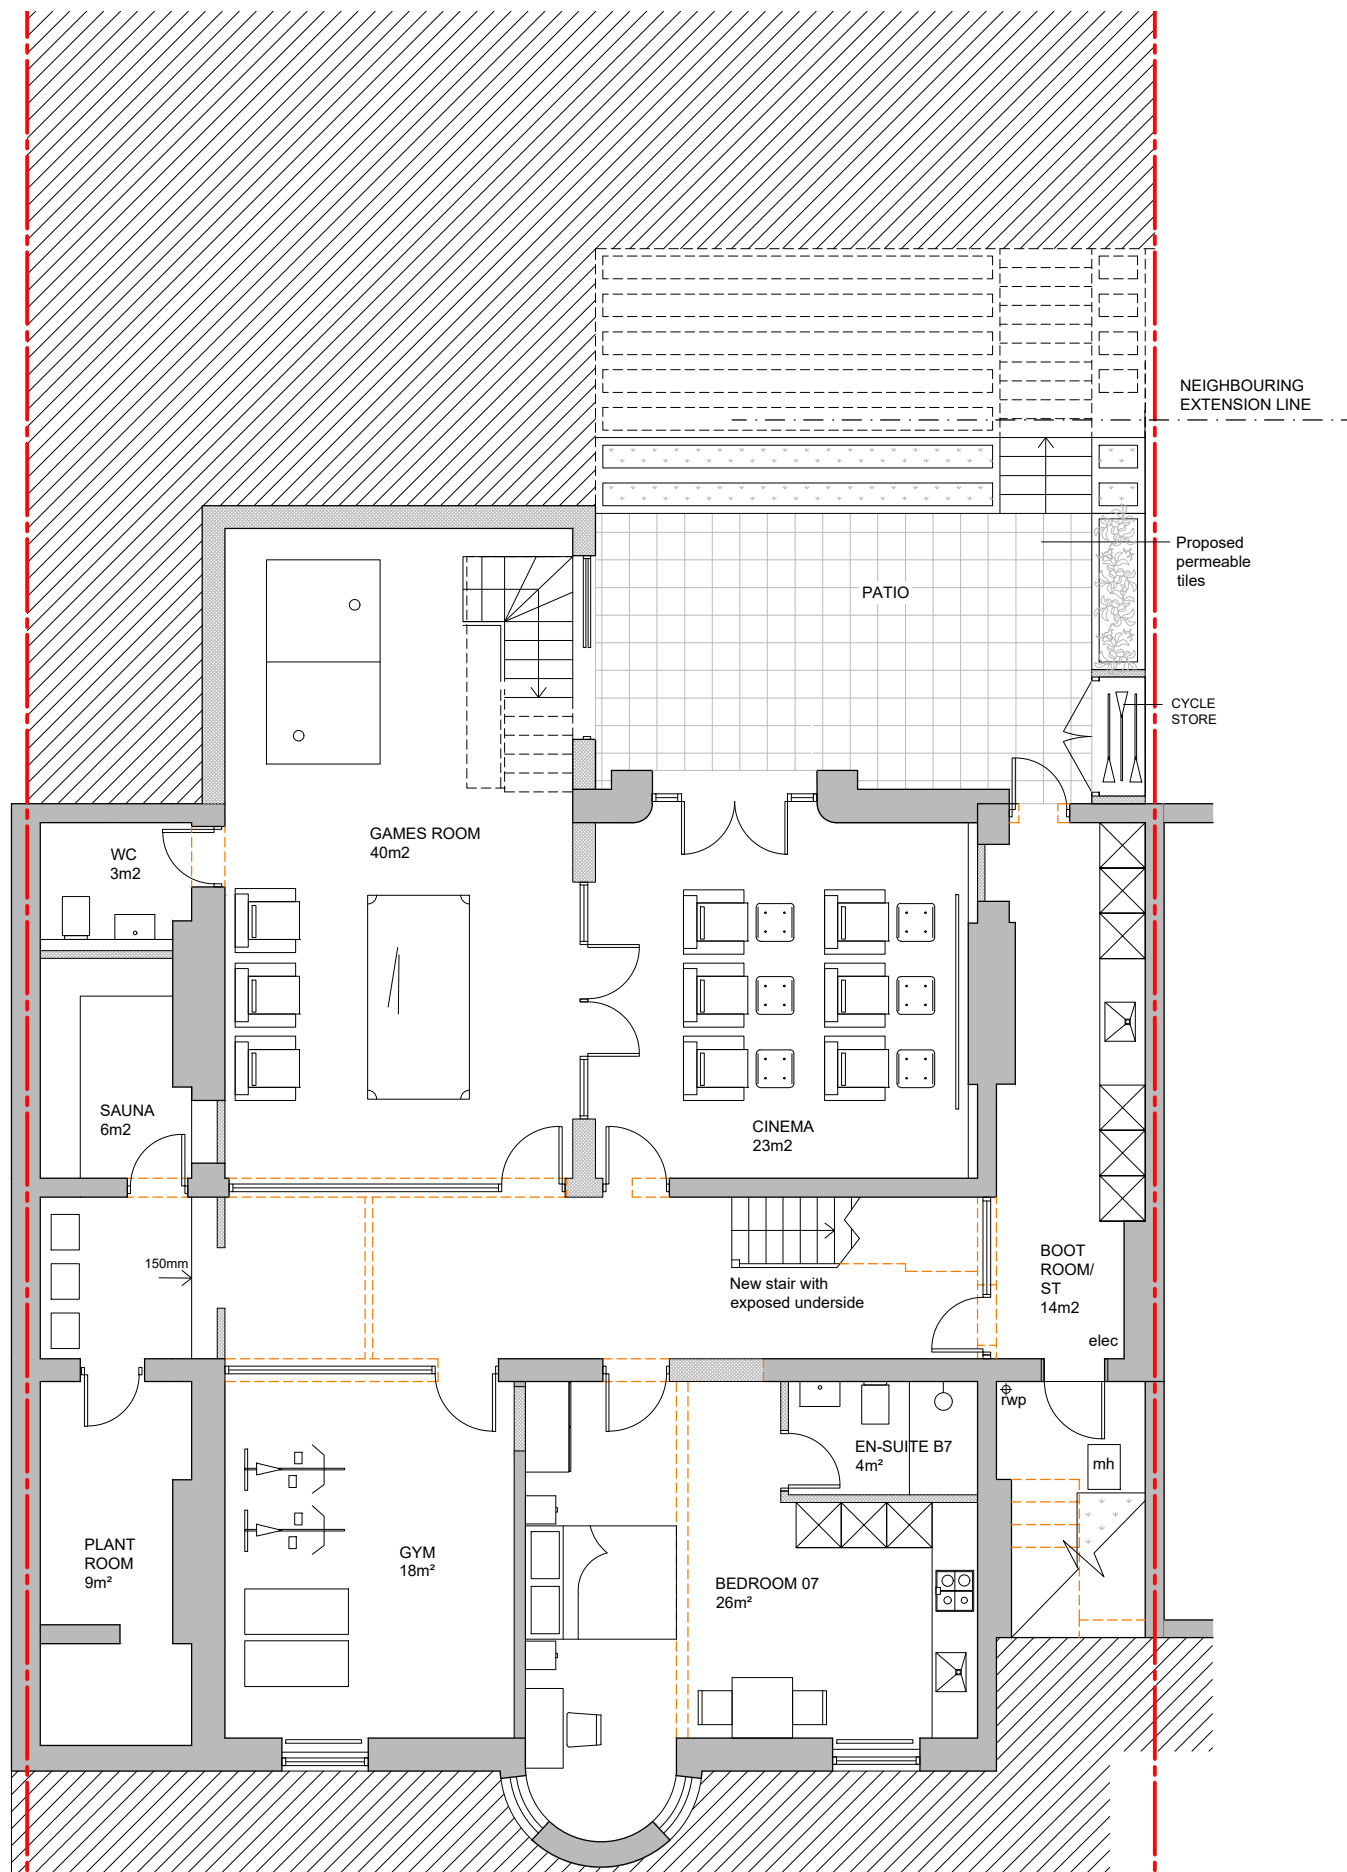 NEIGHBOURING
EXTENSION LINE
Proposed
permeable
tiles
PATIO
CYCLE
STORE
GAMES ROOM
40m2
WC
3m2
SAUNA
6m2
CINEMA
23m2
150mm
New stair with
exposed underside
BOOT
ROOM/
ST
14m2
elec
rwp
mh
EN-SUITE B7
4m²
PLANT
ROOM
9m²
GYM
18m²
BEDROOM 07
26m²